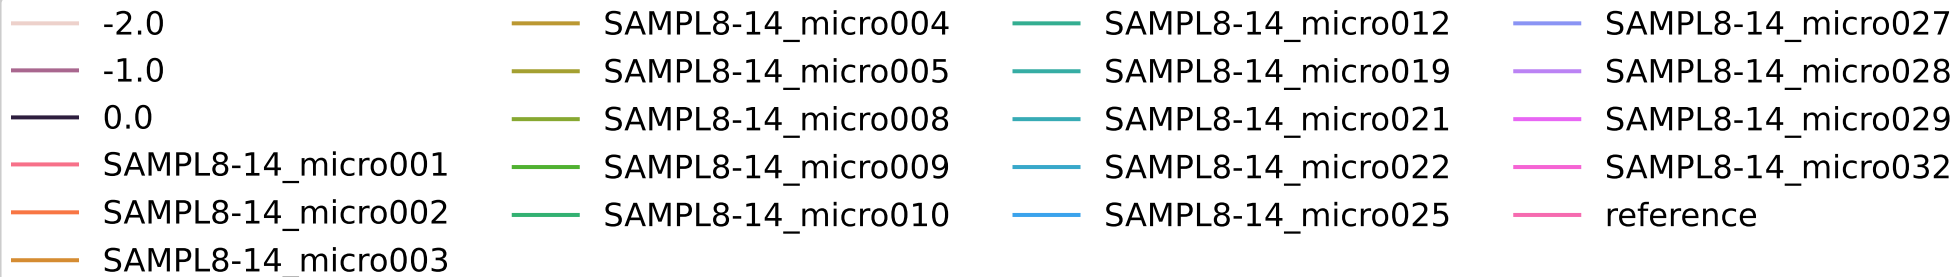 -2.0
-1.0
0.0
SAMPL8-14_micro001
SAMPL8-14_micro002
SAMPL8-14_micro003
SAMPL8-14_micro004
SAMPL8-14_micro005
SAMPL8-14_micro008
SAMPL8-14_micro009
SAMPL8-14_micro010
SAMPL8-14_micro012
SAMPL8-14_micro019
SAMPL8-14_micro021
SAMPL8-14_micro022
SAMPL8-14_micro025
SAMPL8-14_micro027
SAMPL8-14_micro028
SAMPL8-14_micro029
SAMPL8-14_micro032
reference